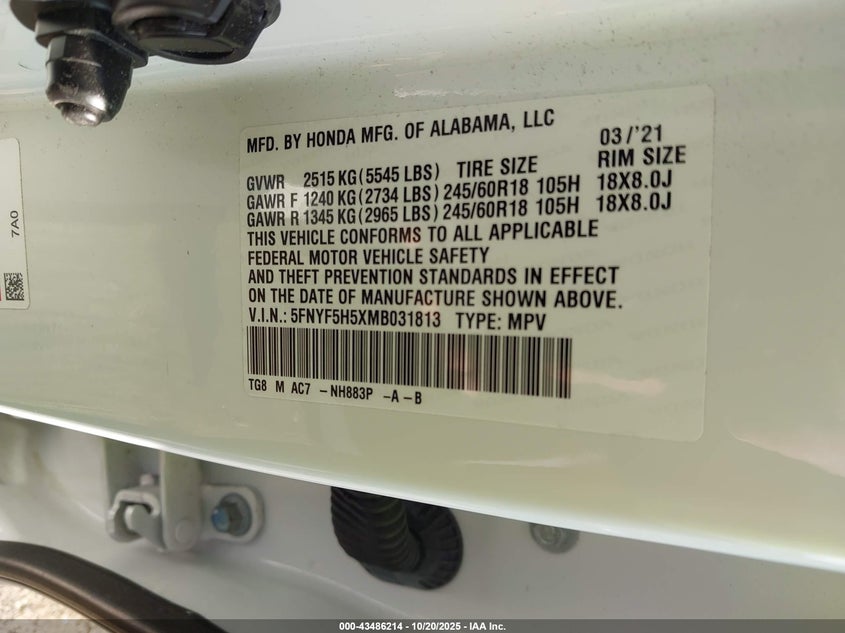 MFD. BY HONDA MFG. OF ALABAMA, LLC 03/'21
GVWR 2515 KG (5545 LBS) TIRE SIZE RIM SIZE
GAWR F 1240 KG (2734 LBS) 245/60R18 105H 18X8.0J
GAWR R 1345 KG (2965 LBS) 245/60R18 105H 18X8.0J
THIS VEHICLE CONFORMS TO ALL APPLICABLE
FEDERAL MOTOR VEHICLE SAFETY
AND THEFT PREVENTION STANDARDS IN EFFECT
ON THE DATE OF MANUFACTURE SHOWN ABOVE.
V.I.N.: 5FNYF5H5XMB031813 TYPE: MPV
TG8 M AC7 -NH883P -A -B
7A0
000-43486214 - 10/20/2025 - IAA Inc.